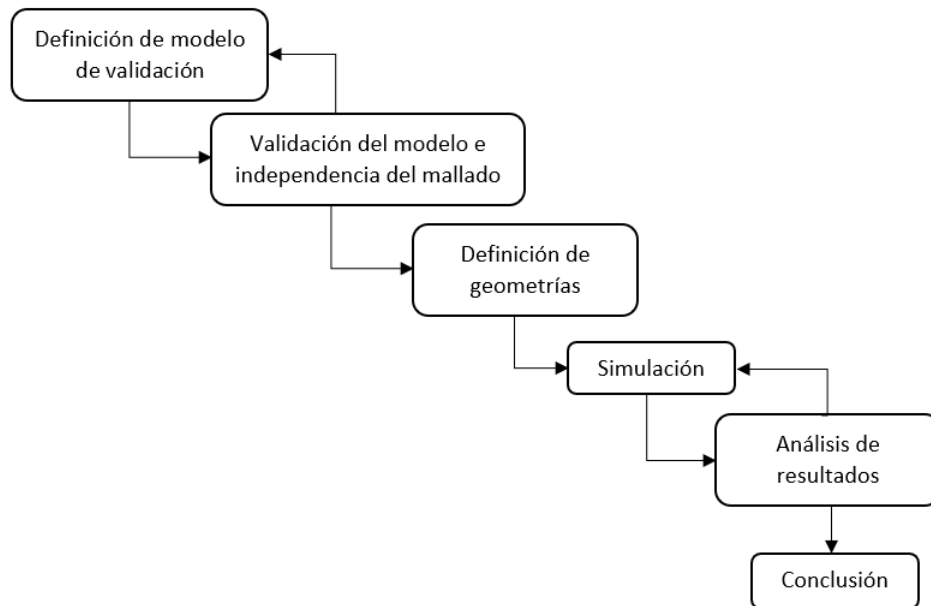 Definición de modelo
de validación
Validación del modelo e
independencia del mallado
Definición de
geometrías
Simulación
Análisis de
resultados
Conclusión